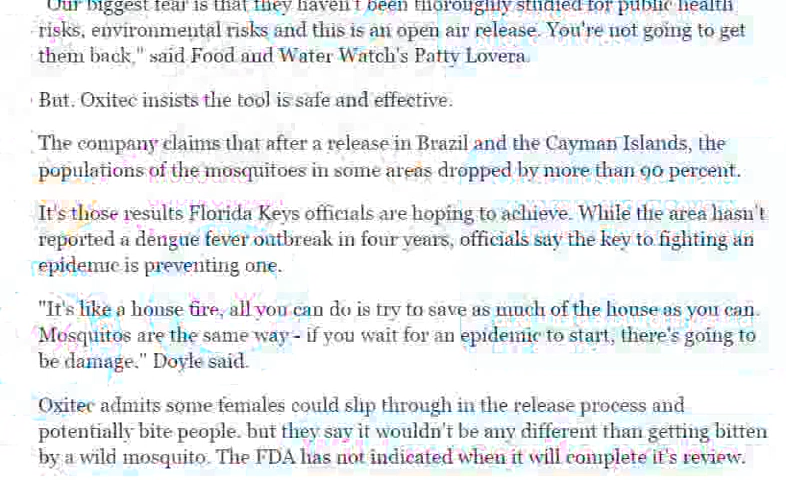 "Our biggest fear is that they haven't been thoroughly studied for public health
risks, environmental risks and this is an open air release. You're not going to get
them back," said Food and Water Watch's Patty Lovera.
But. Oxitec insists the tool is safe and effective.
The company claims that after a release in Brazil and the Cayman Islands, the
populations of the mosquitoes in some areas dropped by more than 90 percent.
It's those results Florida Keys officials are hoping to achieve. While the area hasn't
reported a dengue fever outbreak in four years, officials say the key to fighting an
epidemic is preventing one.
"It's like a house fire, all you can do is try to save as much of the house as you can.
Mosquitos are the same way - if you wait for an epidemic to start, there's going to
be damage." Doyle said.
Oxitec admits some females could slip through in the release process and
potentially bite people. but they say it wouldn't be any different than getting bitten
by a wild mosquito. The FDA has not indicated when it will complete it's review.